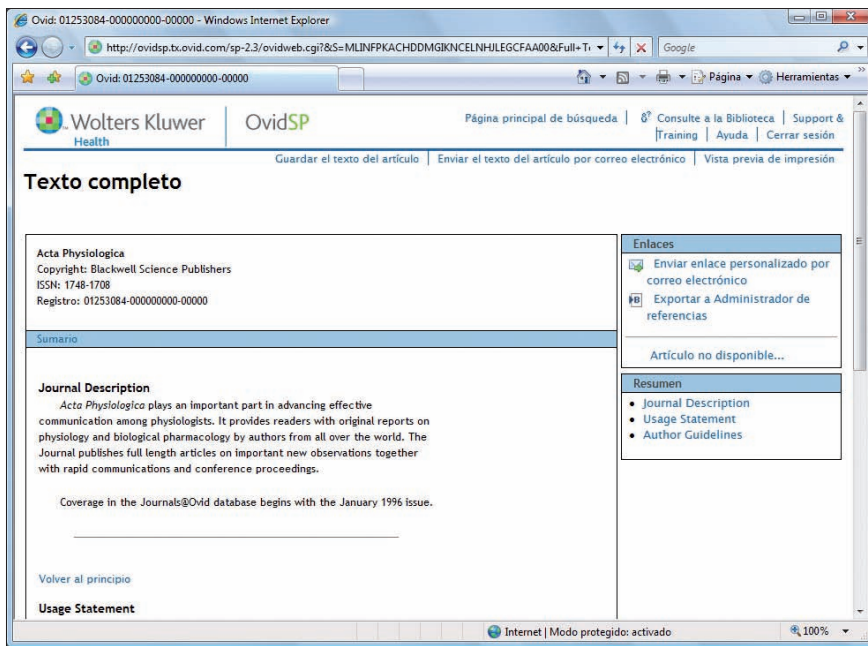 Ovid: 01253084-000000000-00000 - Windows Internet Explorer
http://ovidsp.tx.ovid.com/sp-2.3/ovidweb.cgi?&S=MLINFPKACHDDMGIKNCELNHJLEGCFAA00&Full+T
Google
Ovid: 01253084-000000000-00000
Página
Herramientas
Wolters Kluwer
Health
OvidSP
Página principal de búsqueda | Consulte a la Biblioteca | Support &
Training | Ayuda | Cerrar sesión
Guardar el texto del artículo | Enviar el texto del artículo por correo electrónico | Vista previa de impresión
Texto completo
Acta Physiologica
Copyright: Blackwell Science Publishers
ISSN: 1748-1708
Registro: 01253084-000000000-00000
Sumario
Journal Description
Acta Physiologica plays an important part in advancing effective
communication among physiologists. It provides readers with original reports on
physiology and biological pharmacology by authors from all over the world. The
Journal publishes full length articles on important new observations together
with rapid communications and conference proceedings.
Coverage in the Journals@Ovid database begins with the January 1996 issue.
Volver al principio
Usage Statement
Enlaces
Enviar enlace personalizado por
correo electrónico
Exportar a Administrador de
referencias
Artículo no disponible...
Resumen
• Journal Description
• Usage Statement
• Author Guidelines
Internet | Modo protegido: activado
100%